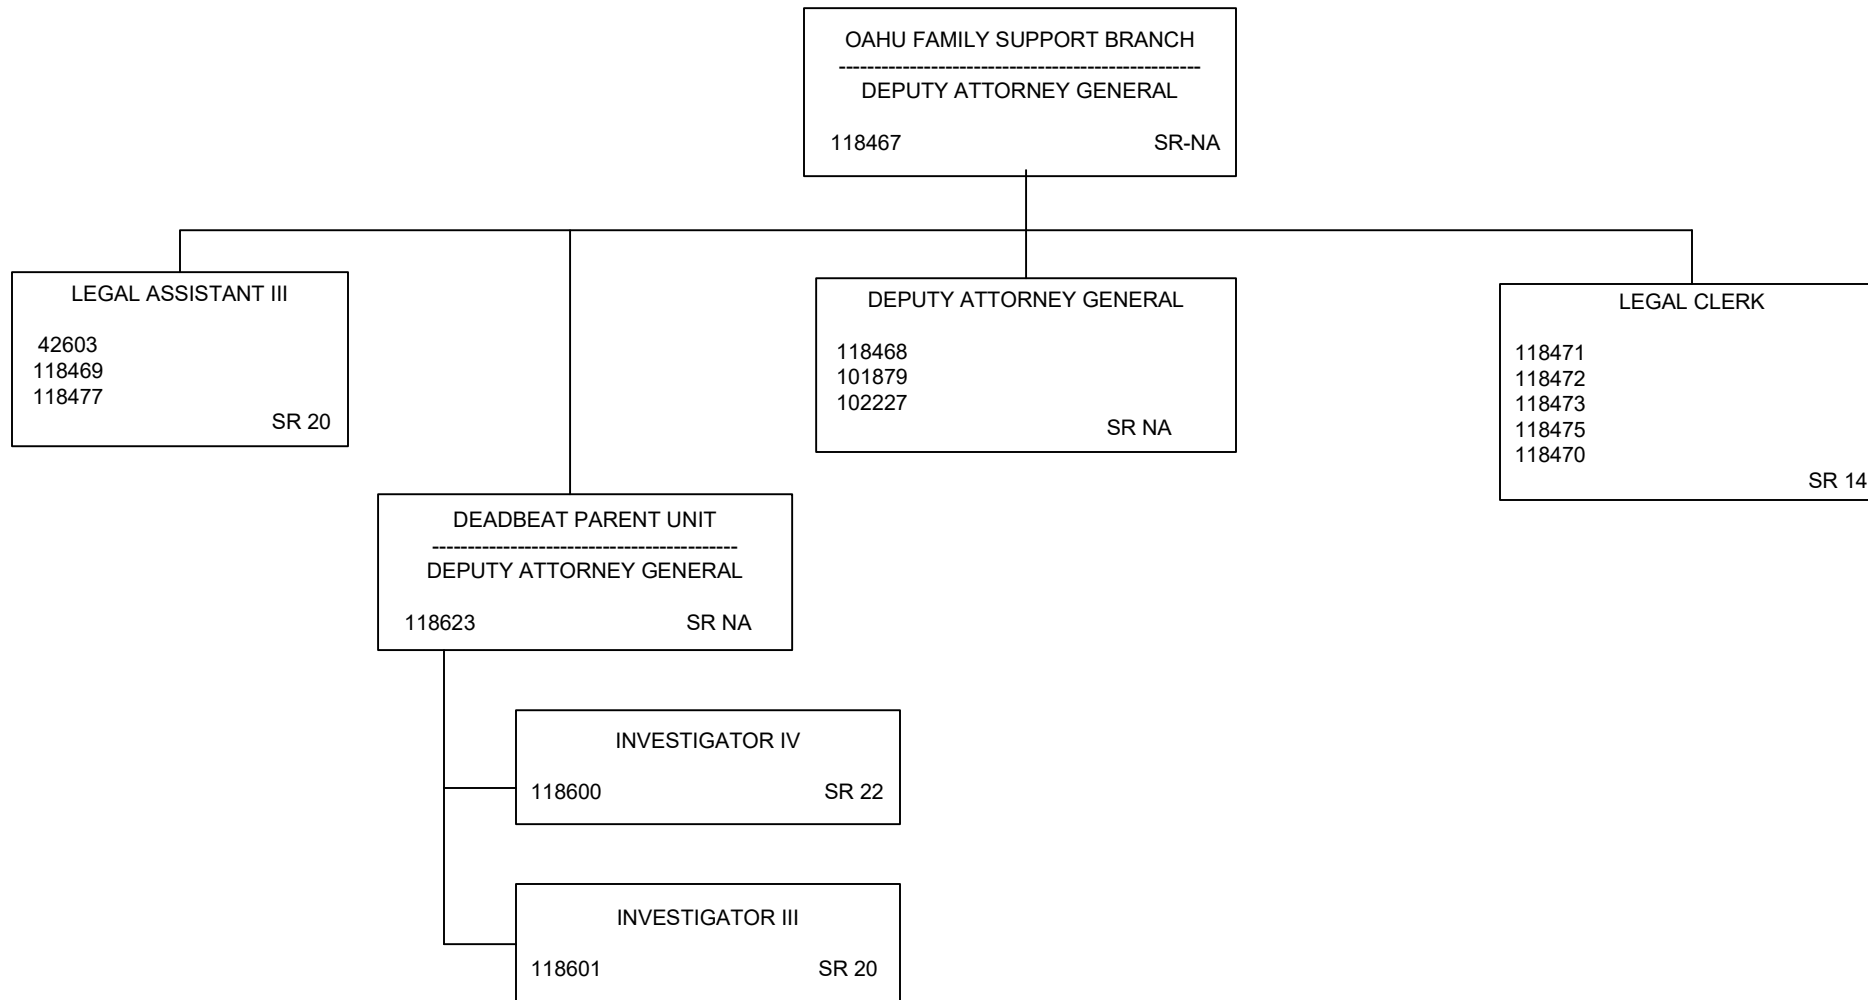 OAHU FAMILY SUPPORT BRANCH
---------------------------------------------------
DEPUTY ATTORNEY GENERAL
118467 SR-NA
LEGAL ASSISTANT III
42603
118469
118477
SR 20
DEPUTY ATTORNEY GENERAL
118468
101879
102227
SR NA
LEGAL CLERK
118471
118472
118473
118475
118470
SR 14
DEADBEAT PARENT UNIT
-------------------------------------------
DEPUTY ATTORNEY GENERAL
118623 SR NA
INVESTIGATOR IV
118600 SR 22
INVESTIGATOR III
118601 SR 20